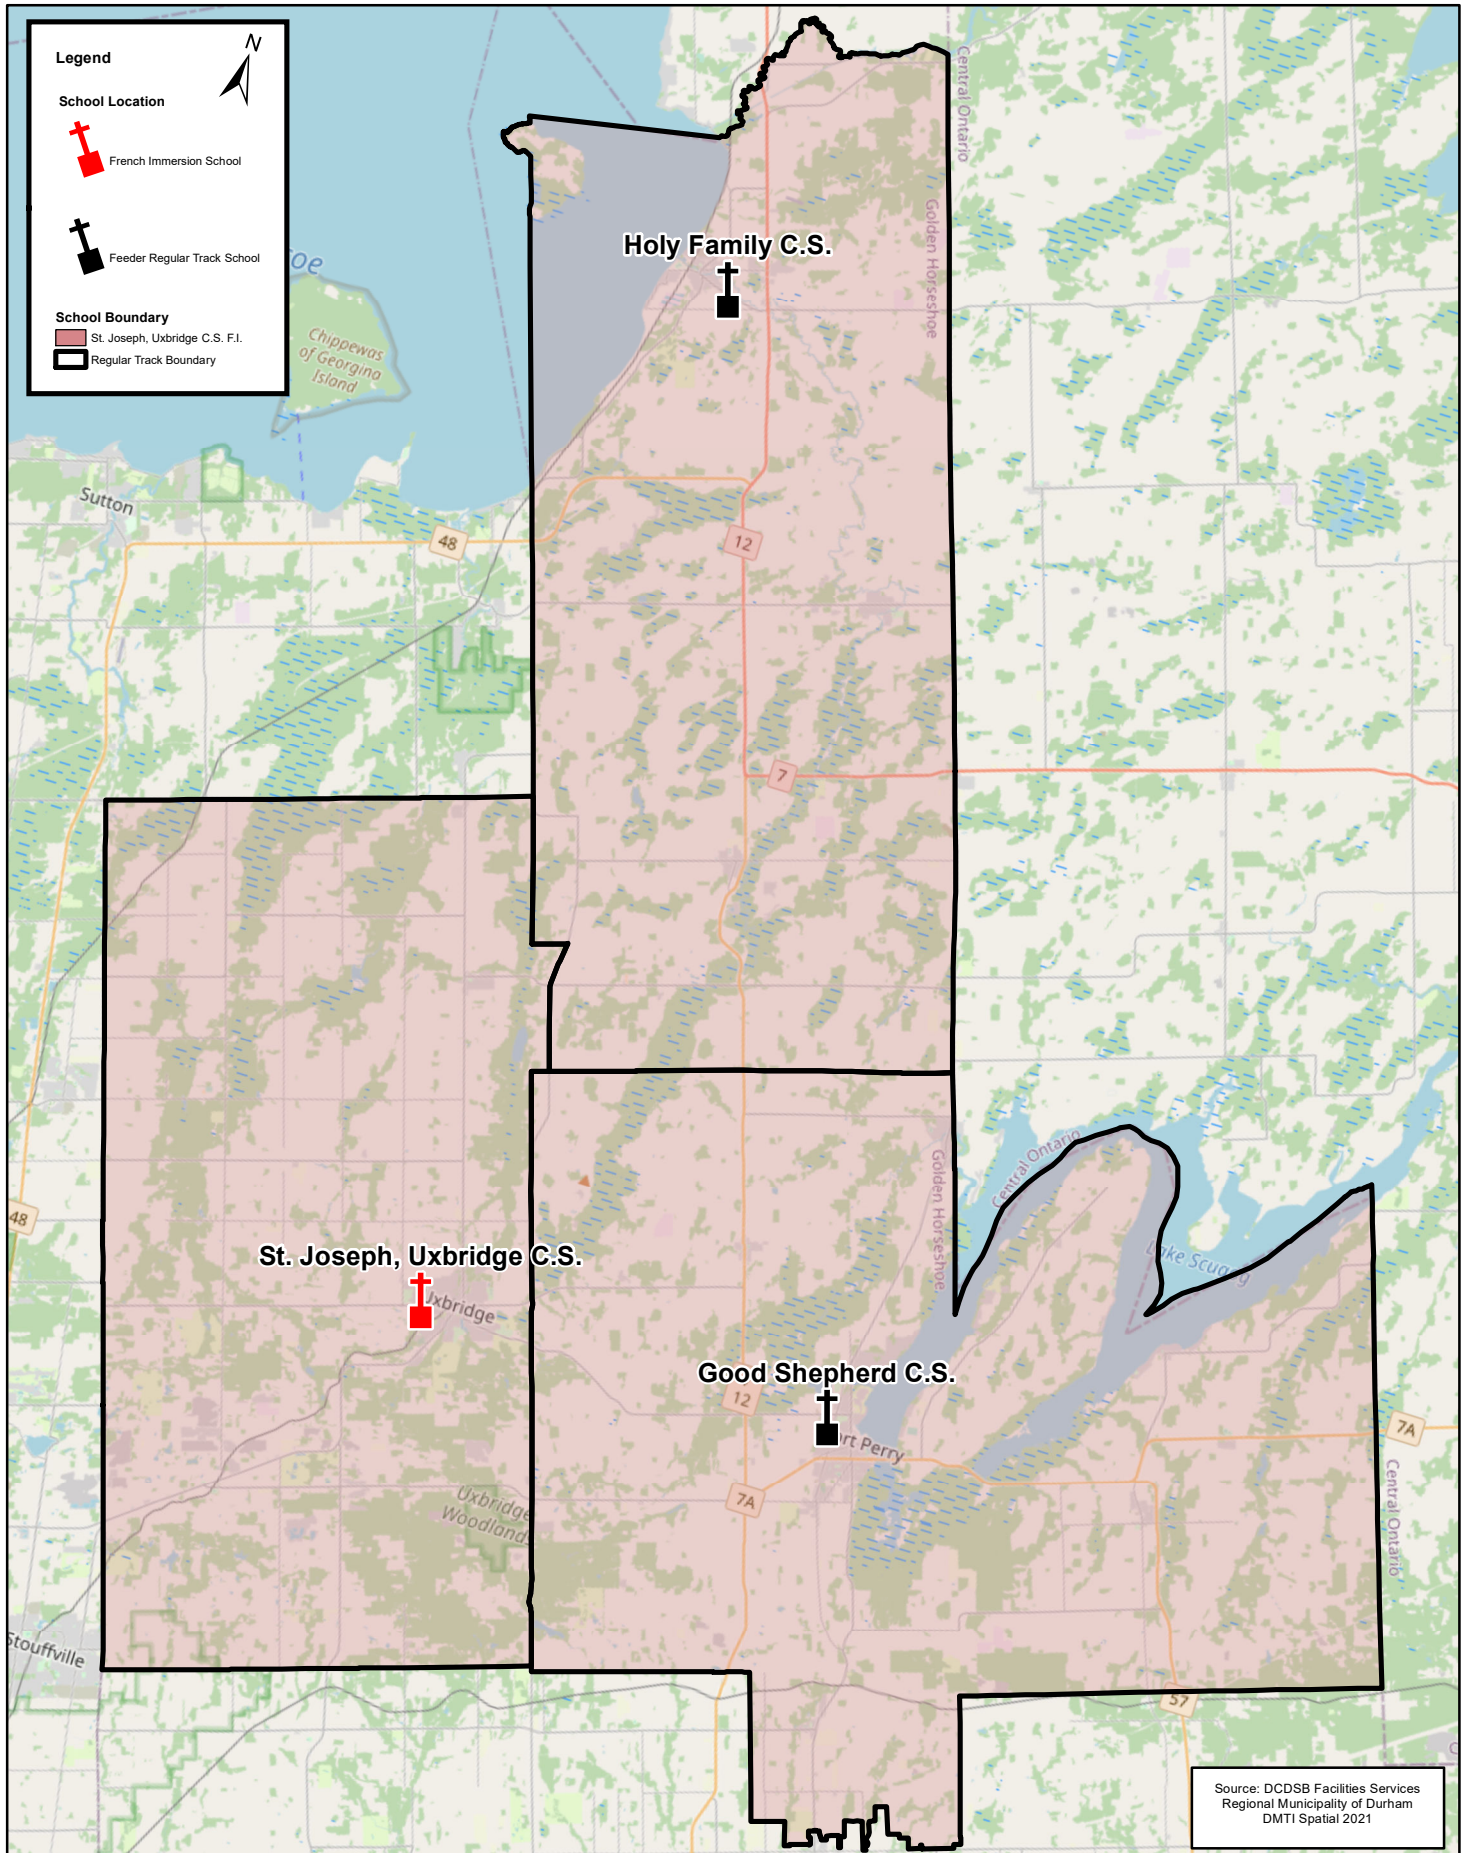 Legend
N
School Location
French Immersion School
Feeder Regular Track School
School Boundary
St. Joseph, Uxbridge C.S. F.I.
Regular Track Boundary
oe
Chippewas
of Georgina
Island
Central Ontario
Golden Horseshoe
Holy Family C.S.
Sutton
48
12
7
48
Central Ontario
Golden Horseshoe
Lake Scugog
St. Joseph, Uxbridge C.S.
Uxbridge
Good Shepherd C.S.
12
ort Perry
7A
7A
Central Ontario
Uxbridge
Woodlands
Stouffville
57
Source: DCDSB Facilities Services
Regional Municipality of Durham
DMTI Spatial 2021